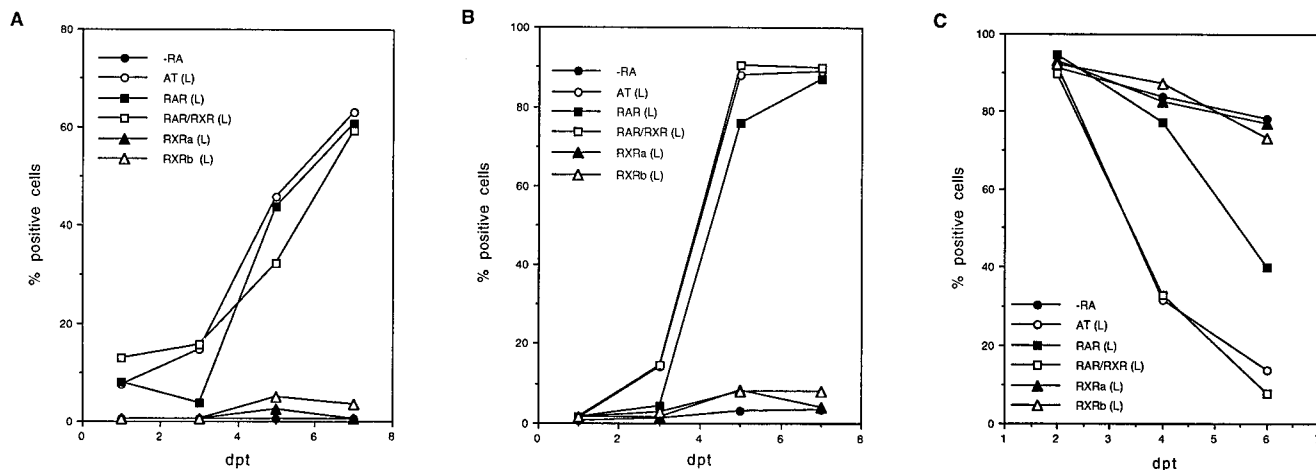 A
80
60
40
20
0
% positive cells
-RA
AT (L)
RAR (L)
RAR/RXR (L)
RXRa (L)
RXRb (L)
0 2 4 6 8
dpt
B
100
80
60
40
20
0
% positive cells
-RA
AT (L)
RAR (L)
RAR/RXR (L)
RXRa (L)
RXRb (L)
0 2 4 6 8
dpt
C
100
80
60
40
20
0
% positive cells
-RA
AT (L)
RAR (L)
RAR/RXR (L)
RXRa (L)
RXRb (L)
1 2 3 4 5 6
dpt